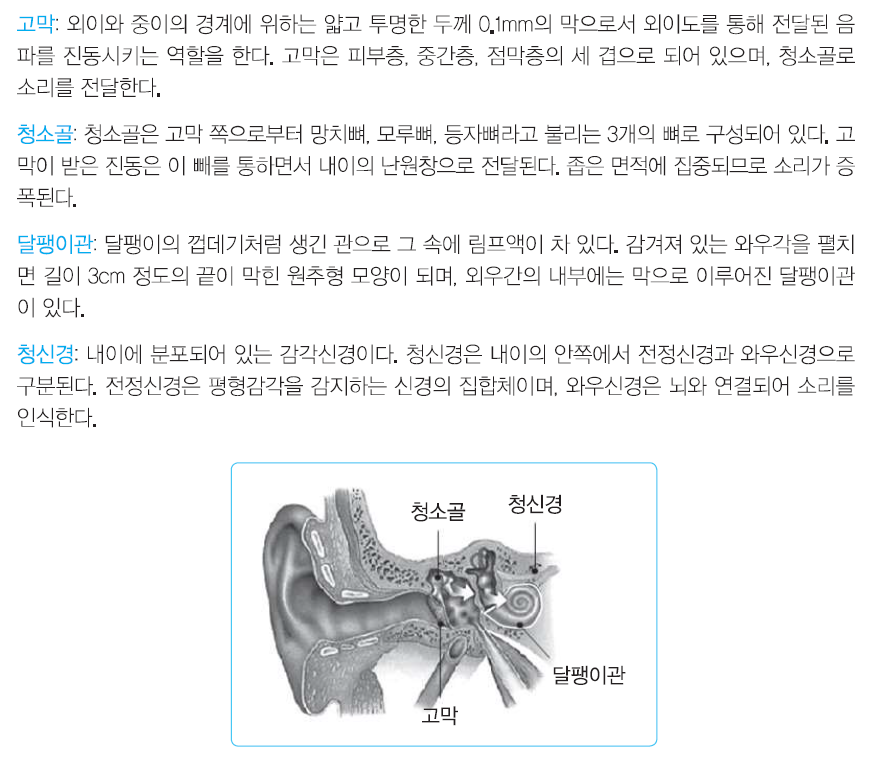 고막: 외이와 중이의 경계에 위하는 얇고 투명한 두께 0.1mm의 막으로서 외이도를 통해 전달된 음
파를 진동시키는 역할을 한다. 고막은 피부층, 중간층, 점막층의 세 겹으로 되어 있으며, 청소골로
소리를 전달한다.
청소골: 청소골은 고막 쪽으로부터 망치뼈, 모루뼈, 등자뼈라고 불리는 3개의 뼈로 구성되어 있다. 고
막이 받은 진동은 이 빼를 통하면서 내이의 난원창으로 전달된다. 좁은 면적에 집중되므로 소리가 증
폭된다.
달팽이관: 달팽이의 껍데기처럼 생긴 관으로 그 속에 림프액이 차 있다. 감겨져 있는 와우각을 펼치
면 길이 3cm 정도의 끝이 막힌 원추형 모양이 되며, 외우간의 내부에는 막으로 이루어진 달팽이관
이 있다.
청신경: 내이에 분포되어 있는 감각신경이다. 청신경은 내이의 안쪽에서 전정신경과 와우신경으로
구분된다. 전정신경은 평형감각을 감지하는 신경의 집합체이며, 와우신경은 뇌와 연결되어 소리를
인식한다.
청소골
청신경
달팽이관
고막